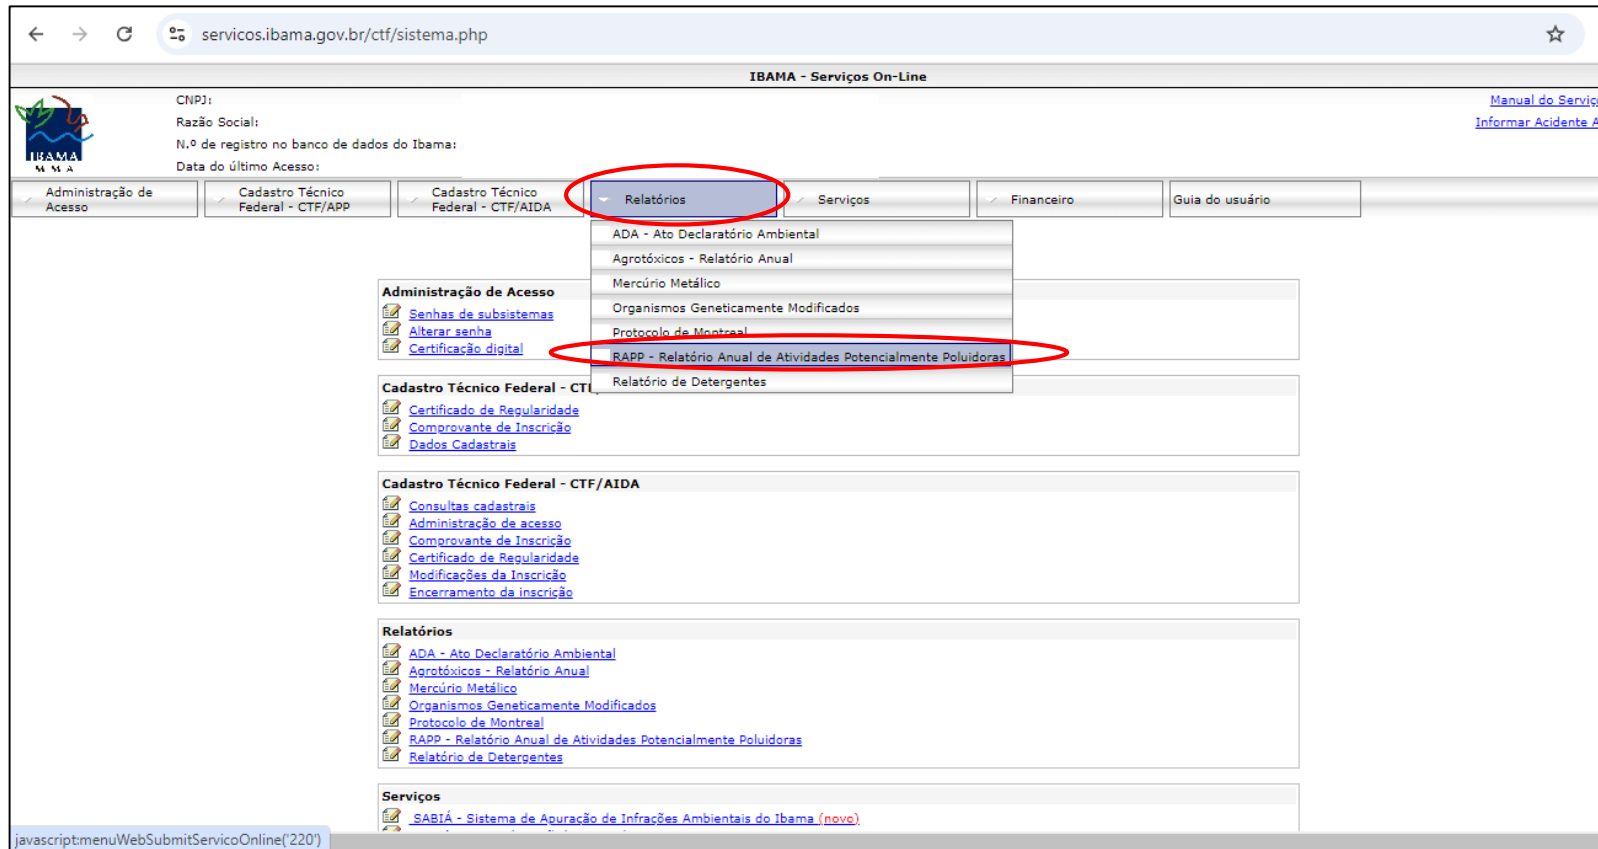 servicos.ibama.gov.br/ctf/sistema.php
IBAMA - Serviços On-Line
IBAMA
M M A
CNPJ:
Razão Social:
N.º de registro no banco de dados do Ibama:
Data do último Acesso:
Manual do Serviç
Informar Acidente A
Administração de
Acesso
Cadastro Técnico
Federal - CTF/APP
Cadastro Técnico
Federal - CTF/AIDA
Relatórios
Serviços
Financeiro
Guia do usuário
ADA - Ato Declaratório Ambiental
Agrotóxicos - Relatório Anual
Mercúrio Metálico
Organismos Geneticamente Modificados
Protocolo de Montreal
RAPP - Relatório Anual de Atividades Potencialmente Poluidoras
Relatório de Detergentes
Administração de Acesso
Senhas de subsistemas
Alterar senha
Certificação digital
Cadastro Técnico Federal - CTF
Certificado de Regularidade
Comprovante de Inscrição
Dados Cadastrais
Cadastro Técnico Federal - CTF/AIDA
Consultas cadastrais
Administração de acesso
Comprovante de Inscrição
Certificado de Regularidade
Modificações da Inscrição
Encerramento da inscrição
Relatórios
ADA - Ato Declaratório Ambiental
Agrotóxicos - Relatório Anual
Mercúrio Metálico
Organismos Geneticamente Modificados
Protocolo de Montreal
RAPP - Relatório Anual de Atividades Potencialmente Poluidoras
Relatório de Detergentes
Serviços
SABIÁ - Sistema de Apuração de Infrações Ambientais do Ibama (novo)
javascript:menuWebSubmitServicoOnline('220')